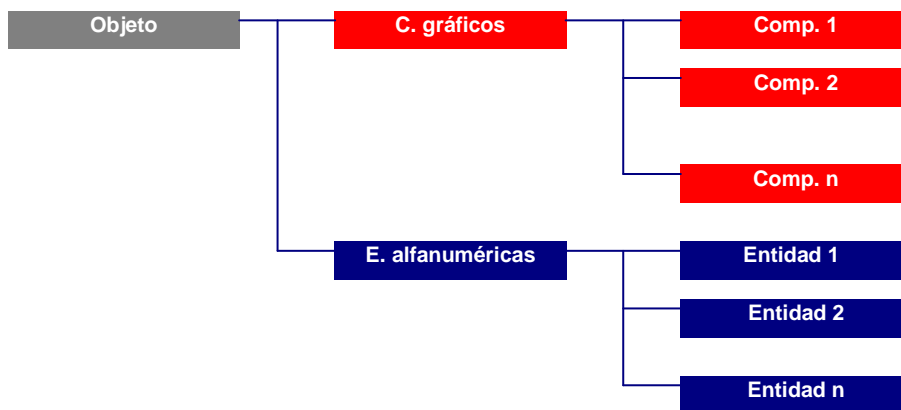 Objeto
C. gráficos
Comp. 1
Comp. 2
Comp. n
E. alfanuméricas
Entidad 1
Entidad 2
Entidad n